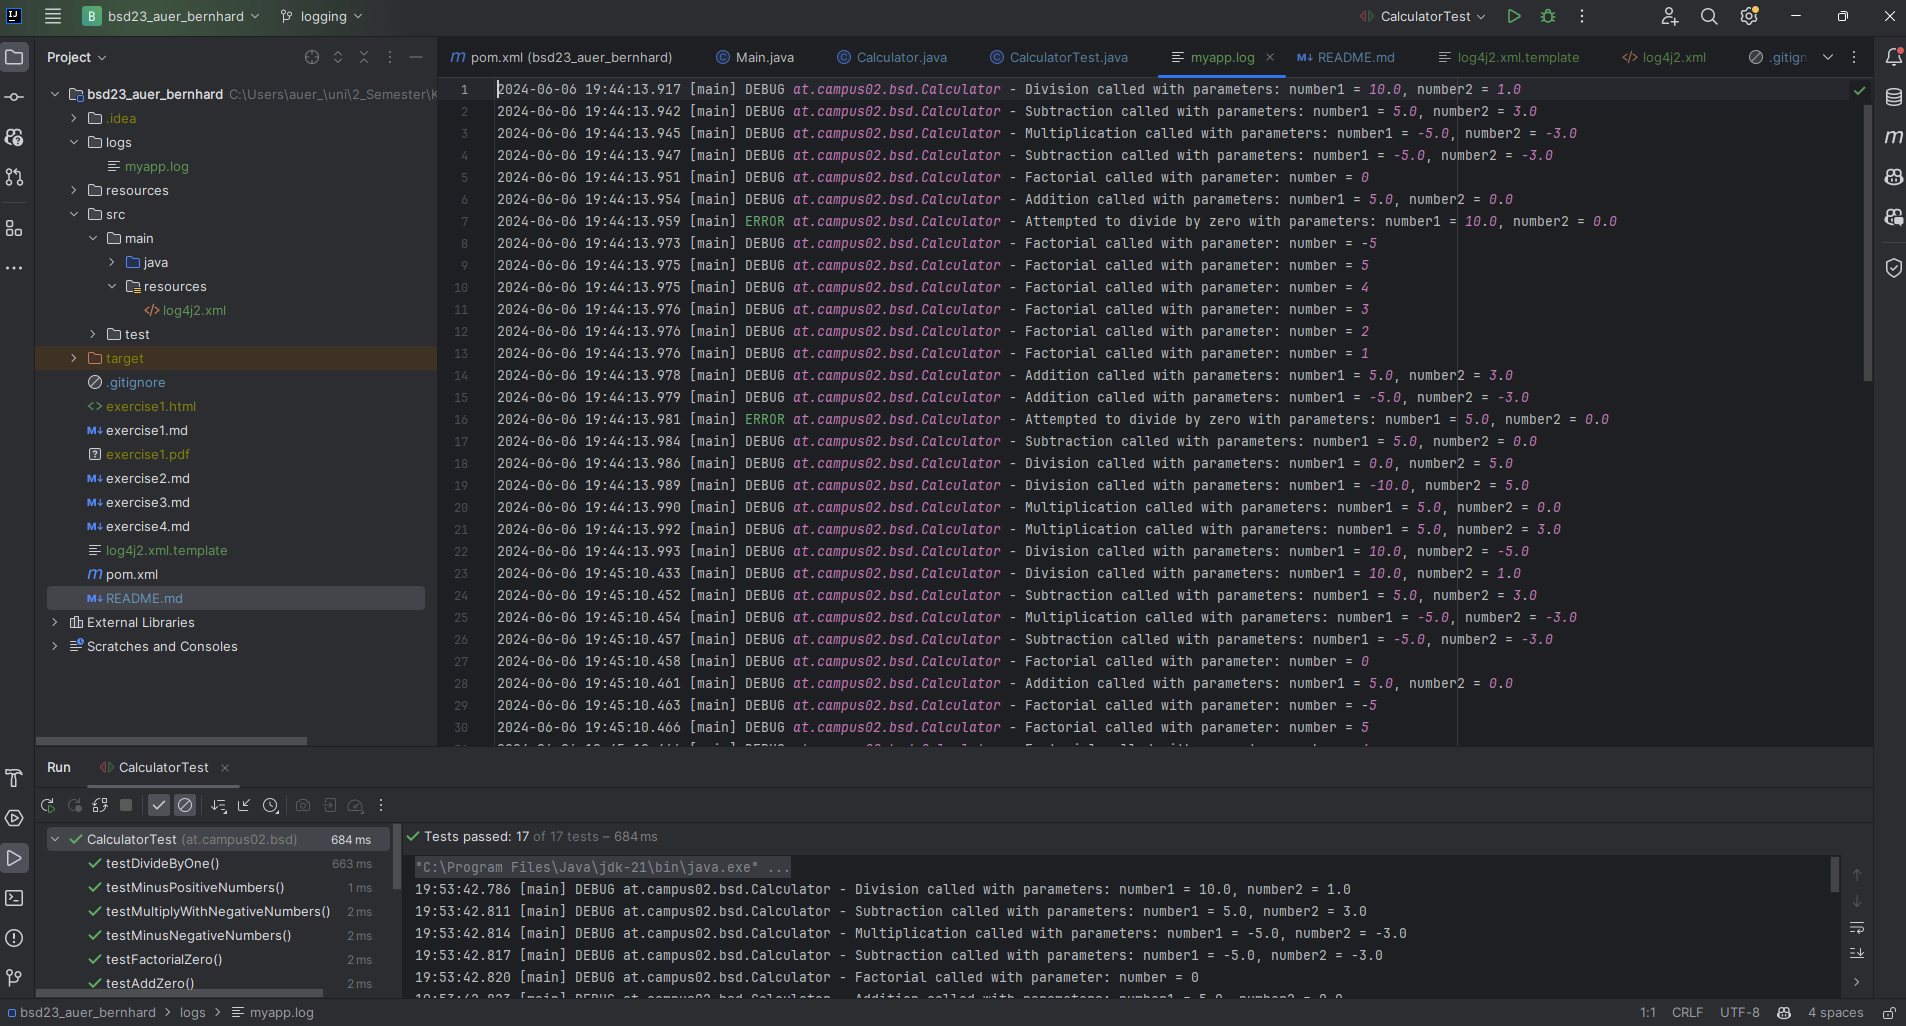 B bsd23_auer_bernhard logging CalculatorTest
Project
pom.xml (bsd23_auer_bernhard) Main.java Calculator.java CalculatorTest.java myapp.log README.md log4j2.xml.template log4j2.xml .gitign
bsd23_auer_bernhard C:\Users\auer_\uni\2_Semester\K
.idea
logs
myapp.log
resources
src
main
java
resources
log4j2.xml
test
target
.gitignore
exercise1.html
exercise1.md
exercise1.pdf
exercise2.md
exercise3.md
exercise4.md
log4j2.xml.template
pom.xml
README.md
External Libraries
Scratches and Consoles
1 2024-06-06 19:44:13.917 [main] DEBUG at.campus02.bsd.Calculator - Division called with parameters: number1 = 10.0, number2 = 1.0
2 2024-06-06 19:44:13.942 [main] DEBUG at.campus02.bsd.Calculator - Subtraction called with parameters: number1 = 5.0, number2 = 3.0
3 2024-06-06 19:44:13.945 [main] DEBUG at.campus02.bsd.Calculator - Multiplication called with parameters: number1 = -5.0, number2 = -3.0
4 2024-06-06 19:44:13.947 [main] DEBUG at.campus02.bsd.Calculator - Subtraction called with parameters: number1 = -5.0, number2 = -3.0
5 2024-06-06 19:44:13.951 [main] DEBUG at.campus02.bsd.Calculator - Factorial called with parameter: number = 0
6 2024-06-06 19:44:13.954 [main] DEBUG at.campus02.bsd.Calculator - Addition called with parameters: number1 = 5.0, number2 = 0.0
7 2024-06-06 19:44:13.959 [main] ERROR at.campus02.bsd.Calculator - Attempted to divide by zero with parameters: number1 = 10.0, number2 = 0.0
8 2024-06-06 19:44:13.973 [main] DEBUG at.campus02.bsd.Calculator - Factorial called with parameter: number = -5
9 2024-06-06 19:44:13.975 [main] DEBUG at.campus02.bsd.Calculator - Factorial called with parameter: number = 5
10 2024-06-06 19:44:13.975 [main] DEBUG at.campus02.bsd.Calculator - Factorial called with parameter: number = 4
11 2024-06-06 19:44:13.976 [main] DEBUG at.campus02.bsd.Calculator - Factorial called with parameter: number = 3
12 2024-06-06 19:44:13.976 [main] DEBUG at.campus02.bsd.Calculator - Factorial called with parameter: number = 2
13 2024-06-06 19:44:13.976 [main] DEBUG at.campus02.bsd.Calculator - Factorial called with parameter: number = 1
14 2024-06-06 19:44:13.978 [main] DEBUG at.campus02.bsd.Calculator - Addition called with parameters: number1 = 5.0, number2 = 3.0
15 2024-06-06 19:44:13.979 [main] DEBUG at.campus02.bsd.Calculator - Addition called with parameters: number1 = -5.0, number2 = -3.0
16 2024-06-06 19:44:13.981 [main] ERROR at.campus02.bsd.Calculator - Attempted to divide by zero with parameters: number1 = 5.0, number2 = 0.0
17 2024-06-06 19:44:13.984 [main] DEBUG at.campus02.bsd.Calculator - Subtraction called with parameters: number1 = 5.0, number2 = 0.0
18 2024-06-06 19:44:13.986 [main] DEBUG at.campus02.bsd.Calculator - Division called with parameters: number1 = 0.0, number2 = 5.0
19 2024-06-06 19:44:13.989 [main] DEBUG at.campus02.bsd.Calculator - Division called with parameters: number1 = -10.0, number2 = 5.0
20 2024-06-06 19:44:13.990 [main] DEBUG at.campus02.bsd.Calculator - Multiplication called with parameters: number1 = 5.0, number2 = 0.0
21 2024-06-06 19:44:13.992 [main] DEBUG at.campus02.bsd.Calculator - Multiplication called with parameters: number1 = 5.0, number2 = 3.0
22 2024-06-06 19:44:13.993 [main] DEBUG at.campus02.bsd.Calculator - Division called with parameters: number1 = 10.0, number2 = -5.0
23 2024-06-06 19:45:10.433 [main] DEBUG at.campus02.bsd.Calculator - Division called with parameters: number1 = 10.0, number2 = 1.0
24 2024-06-06 19:45:10.452 [main] DEBUG at.campus02.bsd.Calculator - Subtraction called with parameters: number1 = 5.0, number2 = 3.0
25 2024-06-06 19:45:10.454 [main] DEBUG at.campus02.bsd.Calculator - Multiplication called with parameters: number1 = -5.0, number2 = -3.0
26 2024-06-06 19:45:10.457 [main] DEBUG at.campus02.bsd.Calculator - Subtraction called with parameters: number1 = -5.0, number2 = -3.0
27 2024-06-06 19:45:10.458 [main] DEBUG at.campus02.bsd.Calculator - Factorial called with parameter: number = 0
28 2024-06-06 19:45:10.461 [main] DEBUG at.campus02.bsd.Calculator - Addition called with parameters: number1 = 5.0, number2 = 0.0
29 2024-06-06 19:45:10.463 [main] DEBUG at.campus02.bsd.Calculator - Factorial called with parameter: number = -5
30 2024-06-06 19:45:10.466 [main] DEBUG at.campus02.bsd.Calculator - Factorial called with parameter: number = 5
Run CalculatorTest
CalculatorTest (at.campus02.bsd) 684 ms
testDivideByOne() 663 ms
testMinusPositiveNumbers() 1 ms
testMultiplyWithNegativeNumbers() 2 ms
testMinusNegativeNumbers() 2 ms
testFactorialZero() 2 ms
testAddZero() 2 ms
Tests passed: 17 of 17 tests – 684 ms
"C:\Program Files\Java\jdk-21\bin\java.exe" ...
19:53:42.786 [main] DEBUG at.campus02.bsd.Calculator - Division called with parameters: number1 = 10.0, number2 = 1.0
19:53:42.811 [main] DEBUG at.campus02.bsd.Calculator - Subtraction called with parameters: number1 = 5.0, number2 = 3.0
19:53:42.814 [main] DEBUG at.campus02.bsd.Calculator - Multiplication called with parameters: number1 = -5.0, number2 = -3.0
19:53:42.817 [main] DEBUG at.campus02.bsd.Calculator - Subtraction called with parameters: number1 = -5.0, number2 = -3.0
19:53:42.820 [main] DEBUG at.campus02.bsd.Calculator - Factorial called with parameter: number = 0
bsd23_auer_bernhard > logs > myapp.log 1:1 CRLF UTF-8 4 spaces